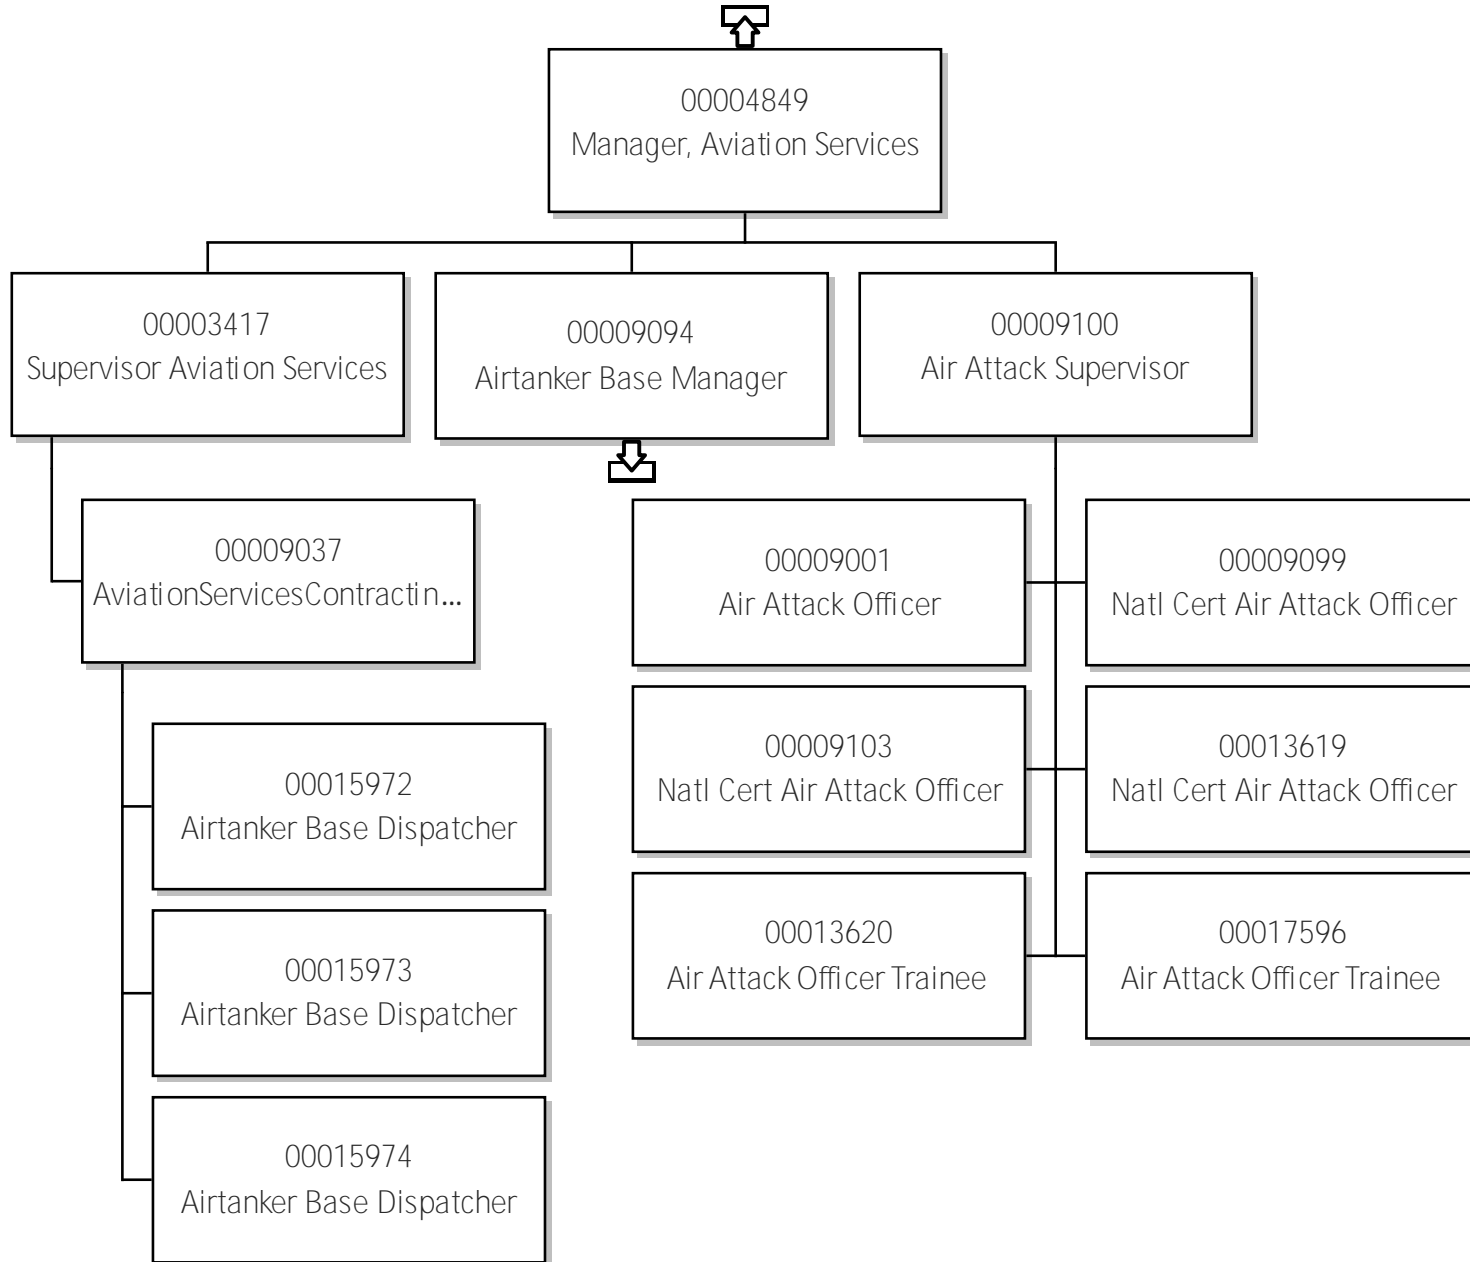 00004849
Manager, Aviation Services
00003417
Supervisor Aviation Services
00009094
Airtanker Base Manager
00009100
Air Attack Supervisor
00009037
AviationServicesContractin...
00015972
Airtanker Base Dispatcher
00015973
Airtanker Base Dispatcher
00015974
Airtanker Base Dispatcher
00009001
Air Attack Officer
00009099
Natl Cert Air Attack Officer
00009103
Natl Cert Air Attack Officer
00013619
Natl Cert Air Attack Officer
00013620
Air Attack Officer Trainee
00017596
Air Attack Officer Trainee